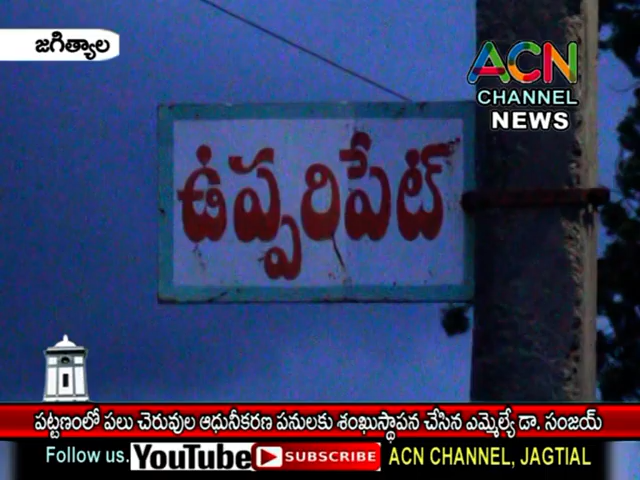 జగిత్యాల
ACN
CHANNEL
NEWS
ఉప్పరిపేట్
పట్టణంలో పలు చెరువుల ఆధునీకరణ పనులకు శంఖుస్థాపన చేసిన ఎమ్మెల్యే డా. సంజయ్
Follow us. YouTube SUBSCRIBE ACN CHANNEL, JAGTIAL